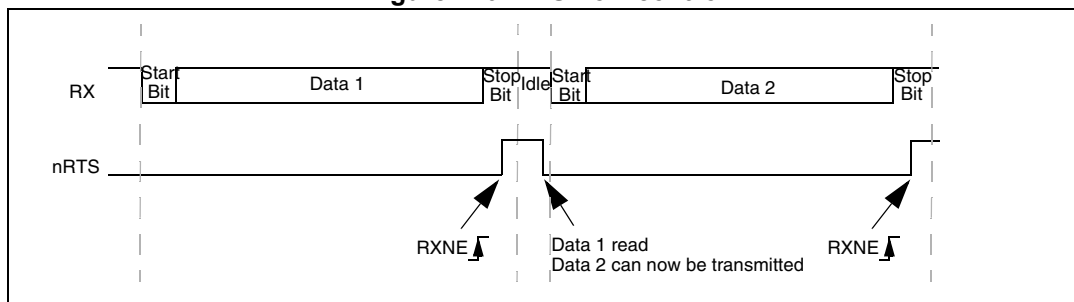 RX
Start
Bit
Data 1
Stop
Bit
Idle
Start
Bit
Data 2
Stop
Bit
nRTS
RXNE
Data 1 read
Data 2 can now be transmitted
RXNE